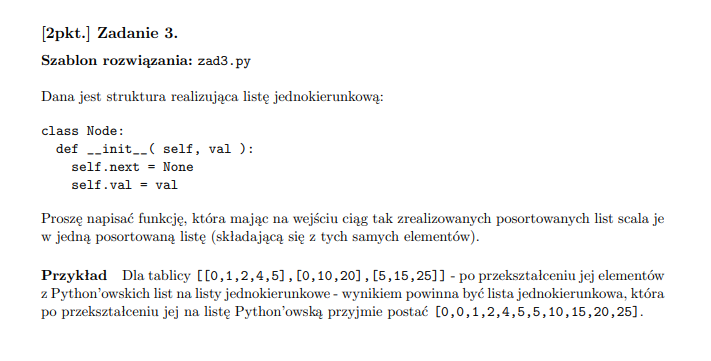 [2pkt.] Zadanie 3.
Szablon rozwiązania: zad3.py
Dana jest struktura realizująca listę jednokierunkową:
class Node:
  def __init__( self, val ):
    self.next = None
    self.val = val
Proszę napisać funkcję, która mając na wejściu ciąg tak zrealizowanych posortowanych list scala je
w jedną posortowaną listę (składającą się z tych samych elementów).
Przykład Dla tablicy [[0,1,2,4,5],[0,10,20],[5,15,25]] - po przekształceniu jej elementów
z Python'owskich list na listy jednokierunkowe - wynikiem powinna być lista jednokierunkowa, która
po przekształceniu jej na listę Python'owską przyjmie postać [0,0,1,2,4,5,5,10,15,20,25].